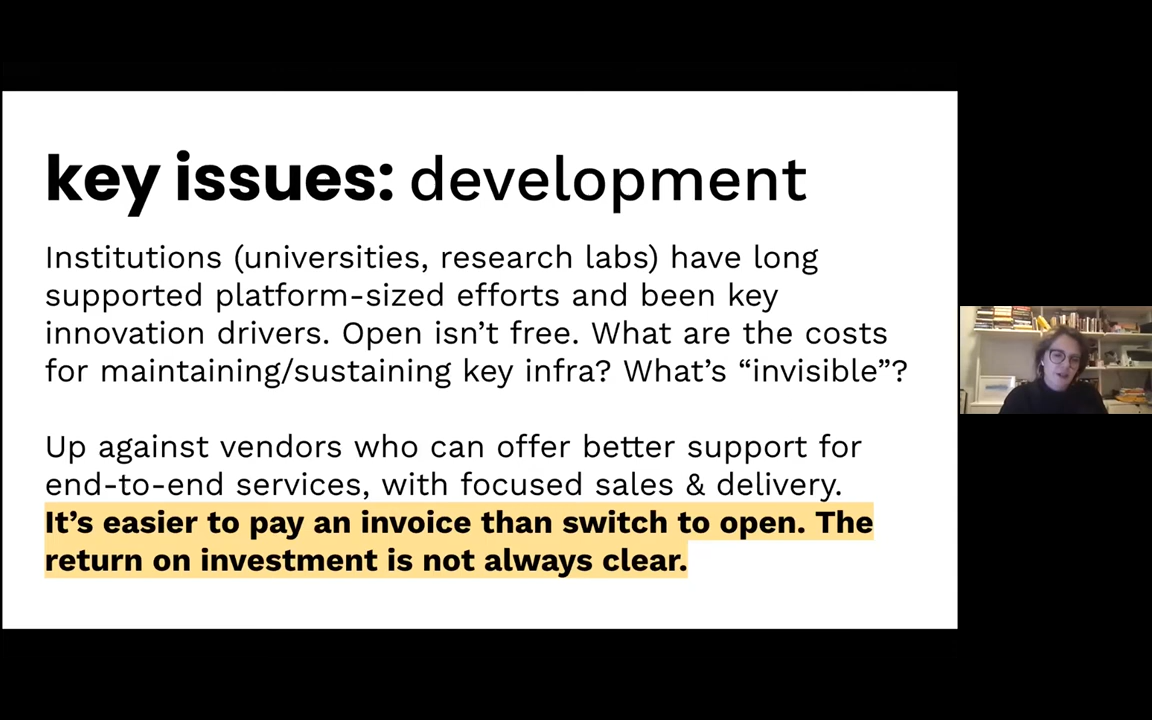 key issues: development
Institutions (universities, research labs) have long
supported platform-sized efforts and been key
innovation drivers. Open isn’t free. What are the costs
for maintaining/sustaining key infra? What’s “invisible”?
Up against vendors who can offer better support for
end-to-end services, with focused sales & delivery.
It’s easier to pay an invoice than switch to open. The
return on investment is not always clear.